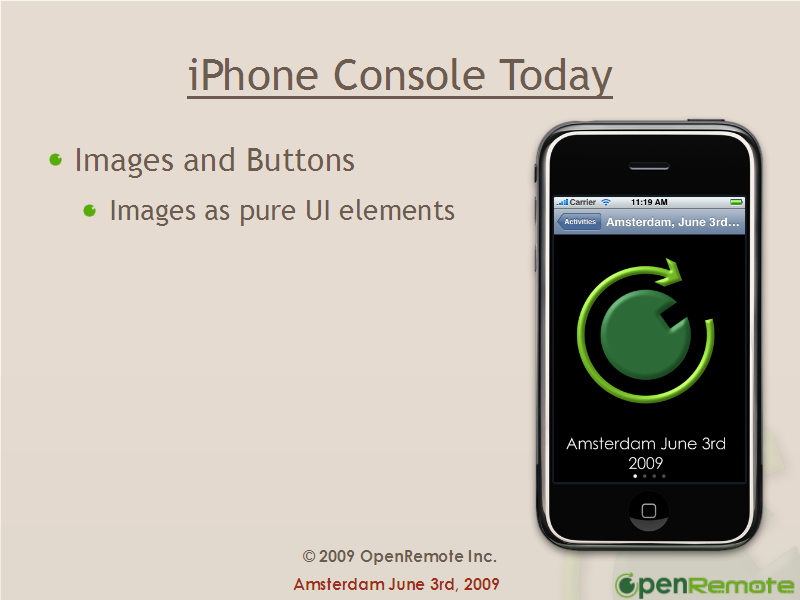 iPhone Console Today
Images and Buttons
Images as pure UI elements
Carrier 11:19 AM
Activities Amsterdam, June 3rd...
Amsterdam June 3rd
2009
© 2009 OpenRemote Inc.
Amsterdam June 3rd, 2009
OpenRemote